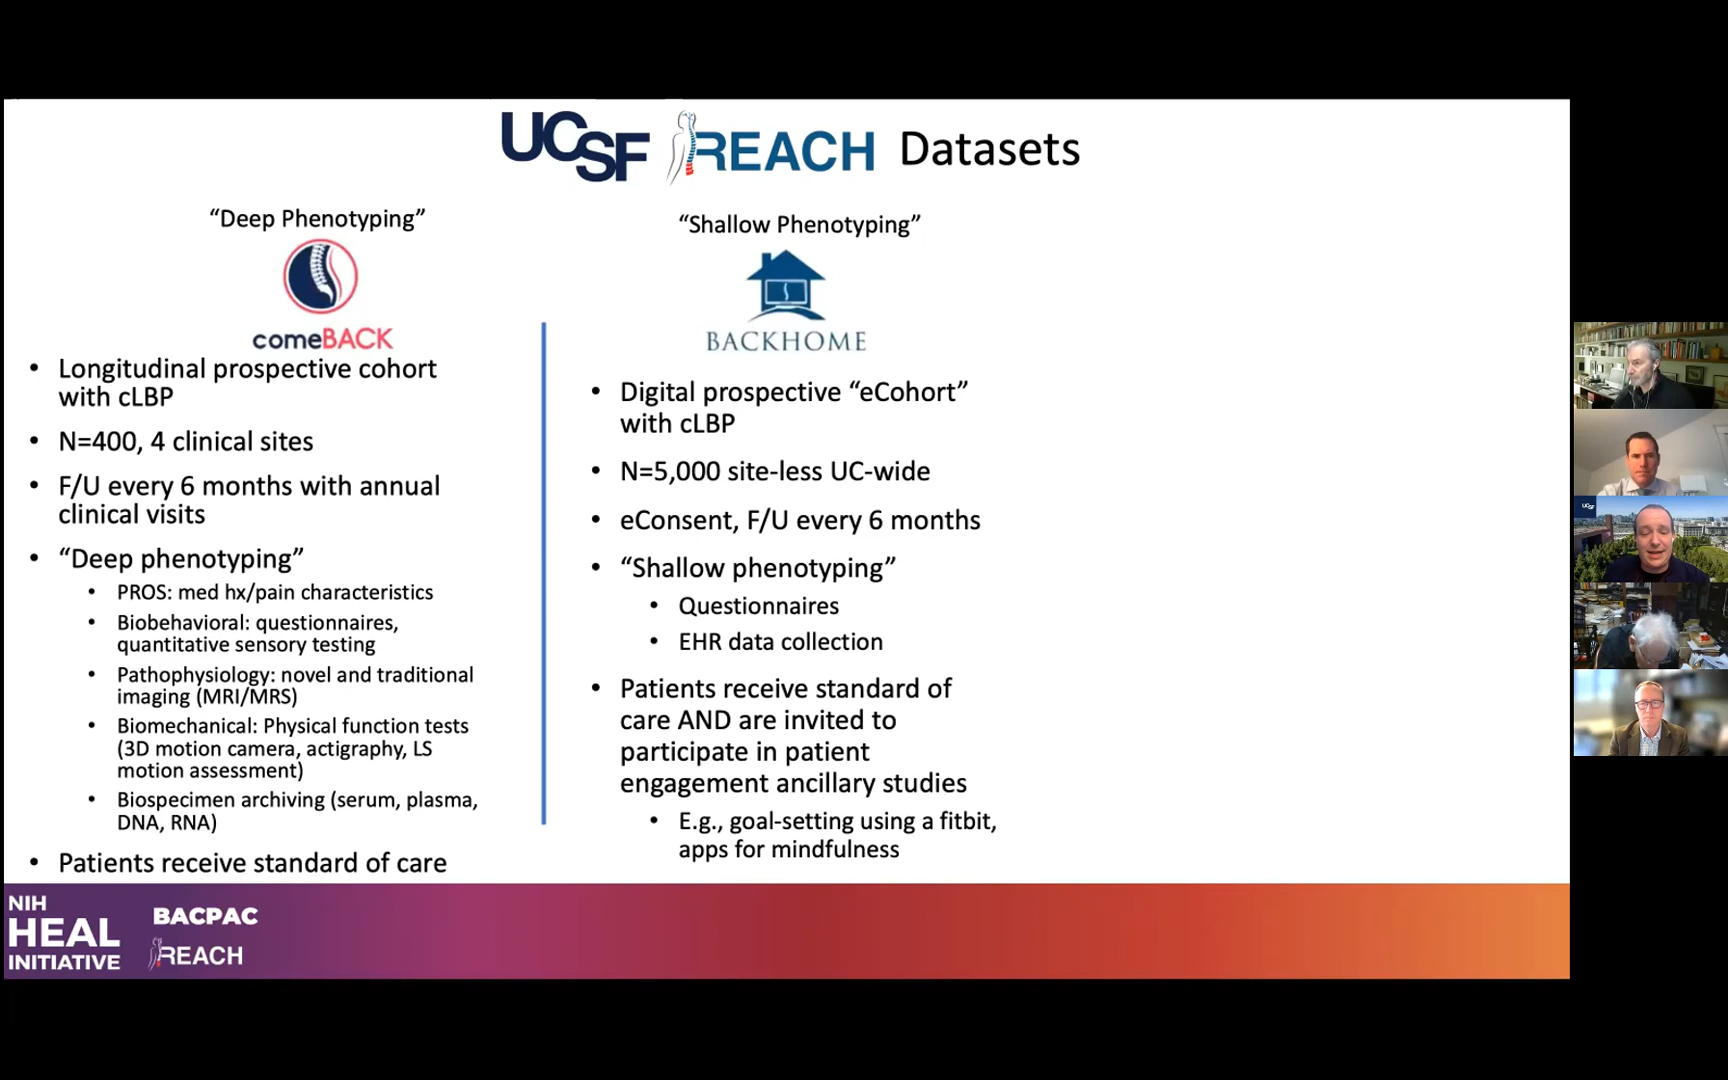 UCSF REACH Datasets
“Deep Phenotyping”
comeBACK
• Longitudinal prospective cohort
with cLBP
• N=400, 4 clinical sites
• F/U every 6 months with annual
clinical visits
• “Deep phenotyping”
• PROS: med hx/pain characteristics
• Biobehavioral: questionnaires,
quantitative sensory testing
• Pathophysiology: novel and traditional
imaging (MRI/MRS)
• Biomechanical: Physical function tests
(3D motion camera, actigraphy, LS
motion assessment)
• Biospecimen archiving (serum, plasma,
DNA, RNA)
• Patients receive standard of care
“Shallow Phenotyping”
BACKHOME
• Digital prospective “eCohort”
with cLBP
• N=5,000 site-less UC-wide
• eConsent, F/U every 6 months
• “Shallow phenotyping”
• Questionnaires
• EHR data collection
• Patients receive standard of
care AND are invited to
participate in patient
engagement ancillary studies
• E.g., goal-setting using a fitbit,
apps for mindfulness
NIH
HEAL
INITIATIVE
BACPAC
REACH
UCSF